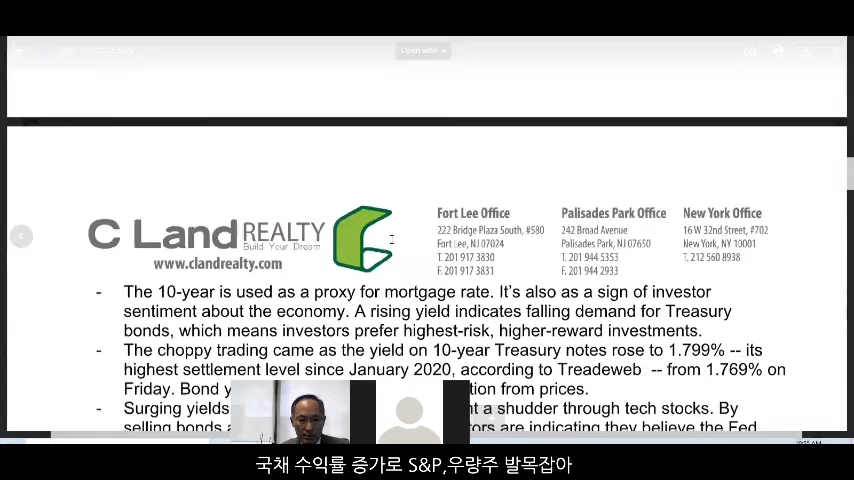 Open with
C Land REALTY
Build Your Dream
www.clandrealty.com
Fort Lee Office
222 Bridge Plaza South, #580
Fort Lee, NJ 07024
T. 201 917 3830
F. 201 917 3831
Palisades Park Office
242 Broad Avenue
Palisades Park, NJ 07650
T. 201 944 5353
F. 201 944 2933
New York Office
16 W 32nd Street, #702
New York, NY 10001
T. 212 560 8938
- The 10-year is used as a proxy for mortgage rate. It's also as a sign of investor
sentiment about the economy. A rising yield indicates falling demand for Treasury
bonds, which means investors prefer highest-risk, higher-reward investments.
- The choppy trading came as the yield on 10-year Treasury notes rose to 1.799% -- its
highest settlement level since January 2020, according to Treadeweb -- from 1.769% on
Friday. Bond tion from prices.
- Surging yields t a shudder through tech stocks. By
selling bonds tors are indicating they believe the Fed
국채 수익률 증가로 S&P,우량주 발목잡아